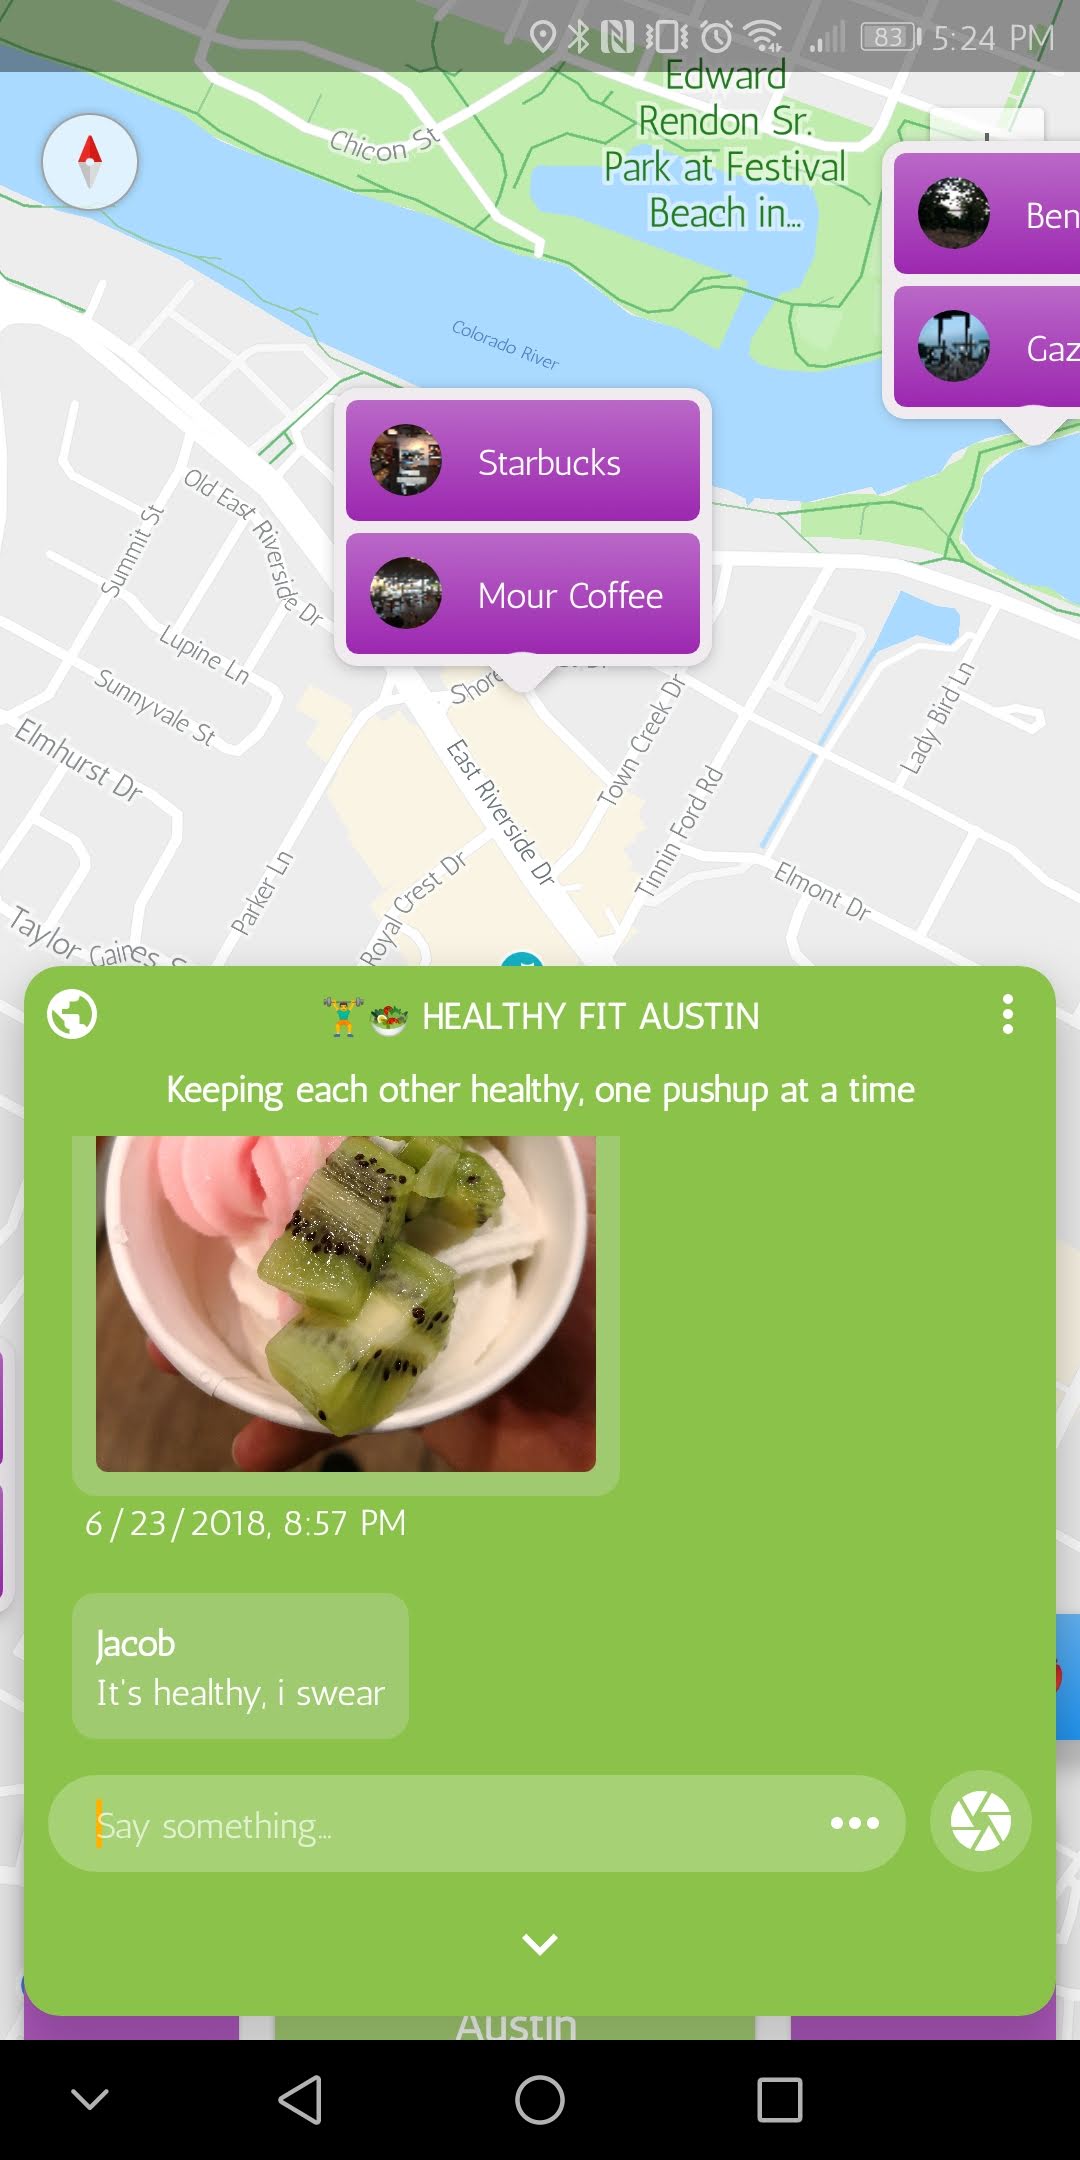 83 5:24 PM
Edward
Rendon Sr.
Park at Festival
Beach in...
Chicon St
Colorado River
Ben
Gaz
Starbucks
Mour Coffee
Old East Riverside Dr
Summit St
Lupine Ln
Sunnyvale St
Elmhurst Dr
Shore
Town Creek Dr
Lady Bird Ln
East Riverside Dr
Tinnin Ford Rd
Parker Ln
Royal Crest Dr
Elmont Dr
Taylor Gaines S
HEALTHY FIT AUSTIN
Keeping each other healthy, one pushup at a time
6/23/2018, 8:57 PM
Jacob
It's healthy, i swear
Say something...
Austin